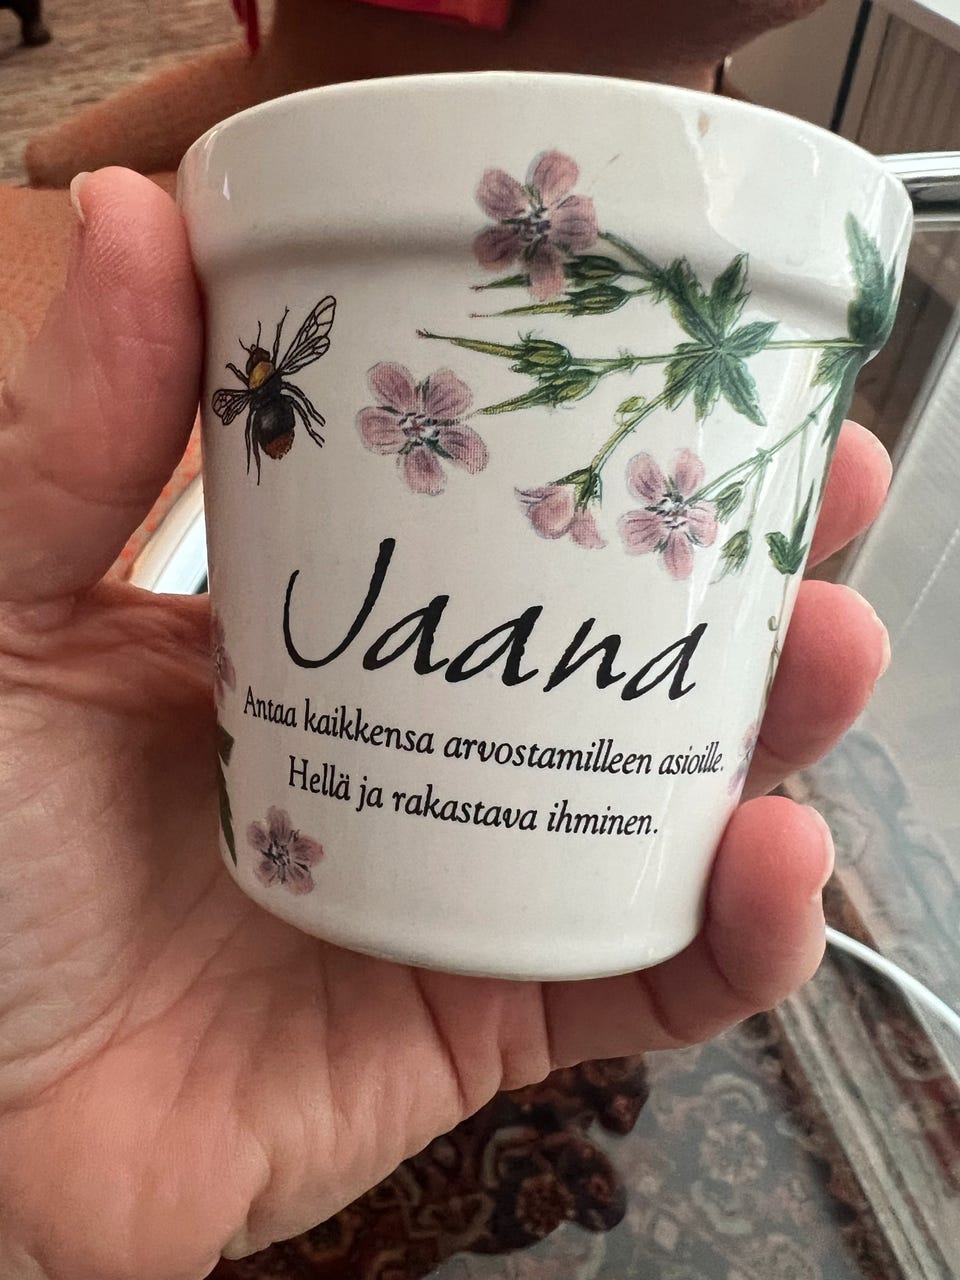 Jaana
Antaa kaikkensa arvostamilleen asioille.
Hellä ja rakastava ihminen.